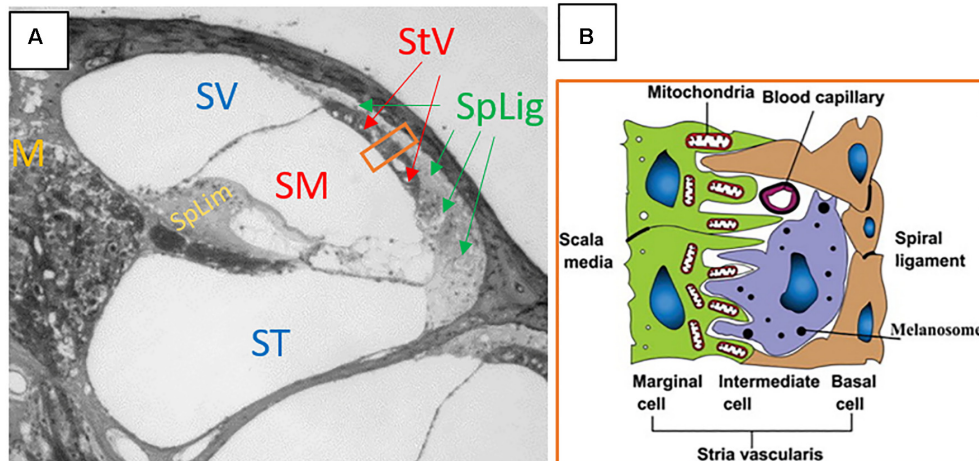 A
StV
SV
SpLig
M
SM
SpLim
ST
B
Mitochondria
Blood capillary
Scala
media
Spiral
ligament
Melanosome
Marginal
cell
Intermediate
cell
Basal
cell
Stria vascularis